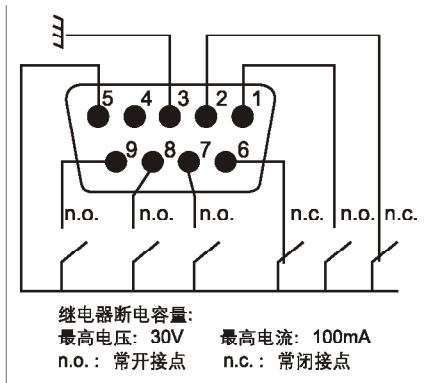 5 4 3 2 1
9 8 7 6
n.o. n.o. n.o. n.c. n.o. n.c.
继电器断电容量:
最高电压: 30V 最高电流: 100mA
n.o. : 常开接点 n.c. : 常闭接点